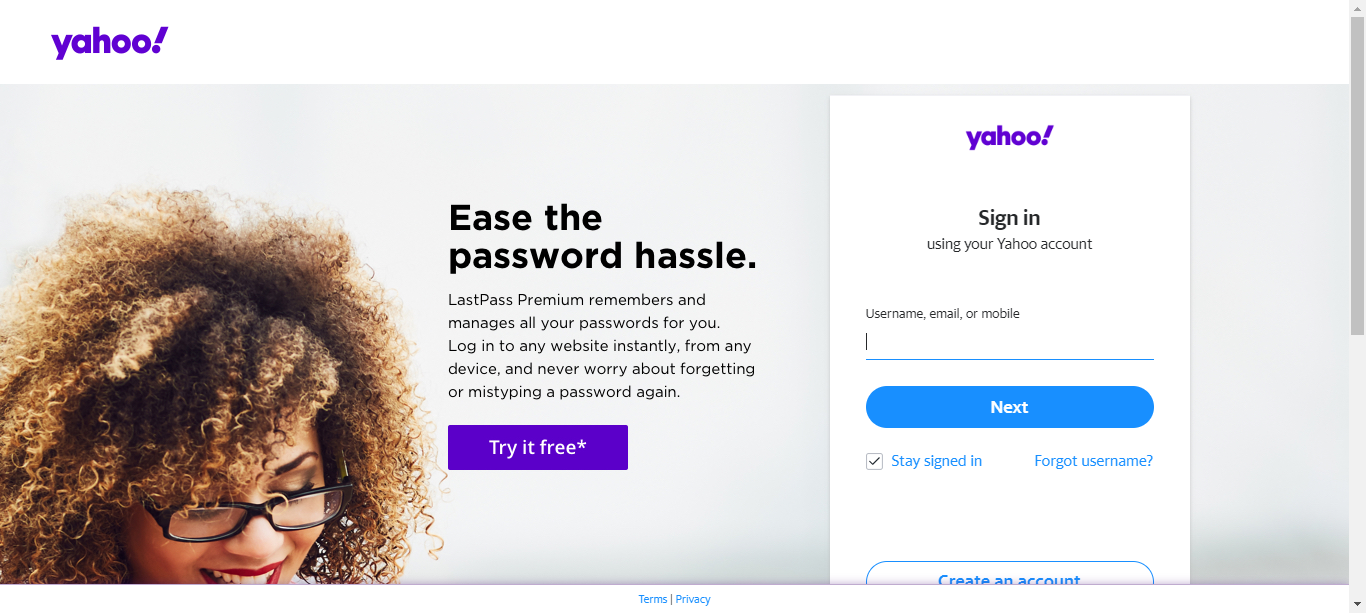 yahoo!
Ease the
password hassle.
LastPass Premium remembers and
manages all your passwords for you.
Log in to any website instantly, from any
device, and never worry about forgetting
or mistyping a password again.
Try it free*
yahoo!
Sign in
using your Yahoo account
Username, email, or mobile
Next
Stay signed in
Forgot username?
Create an account
Terms | Privacy